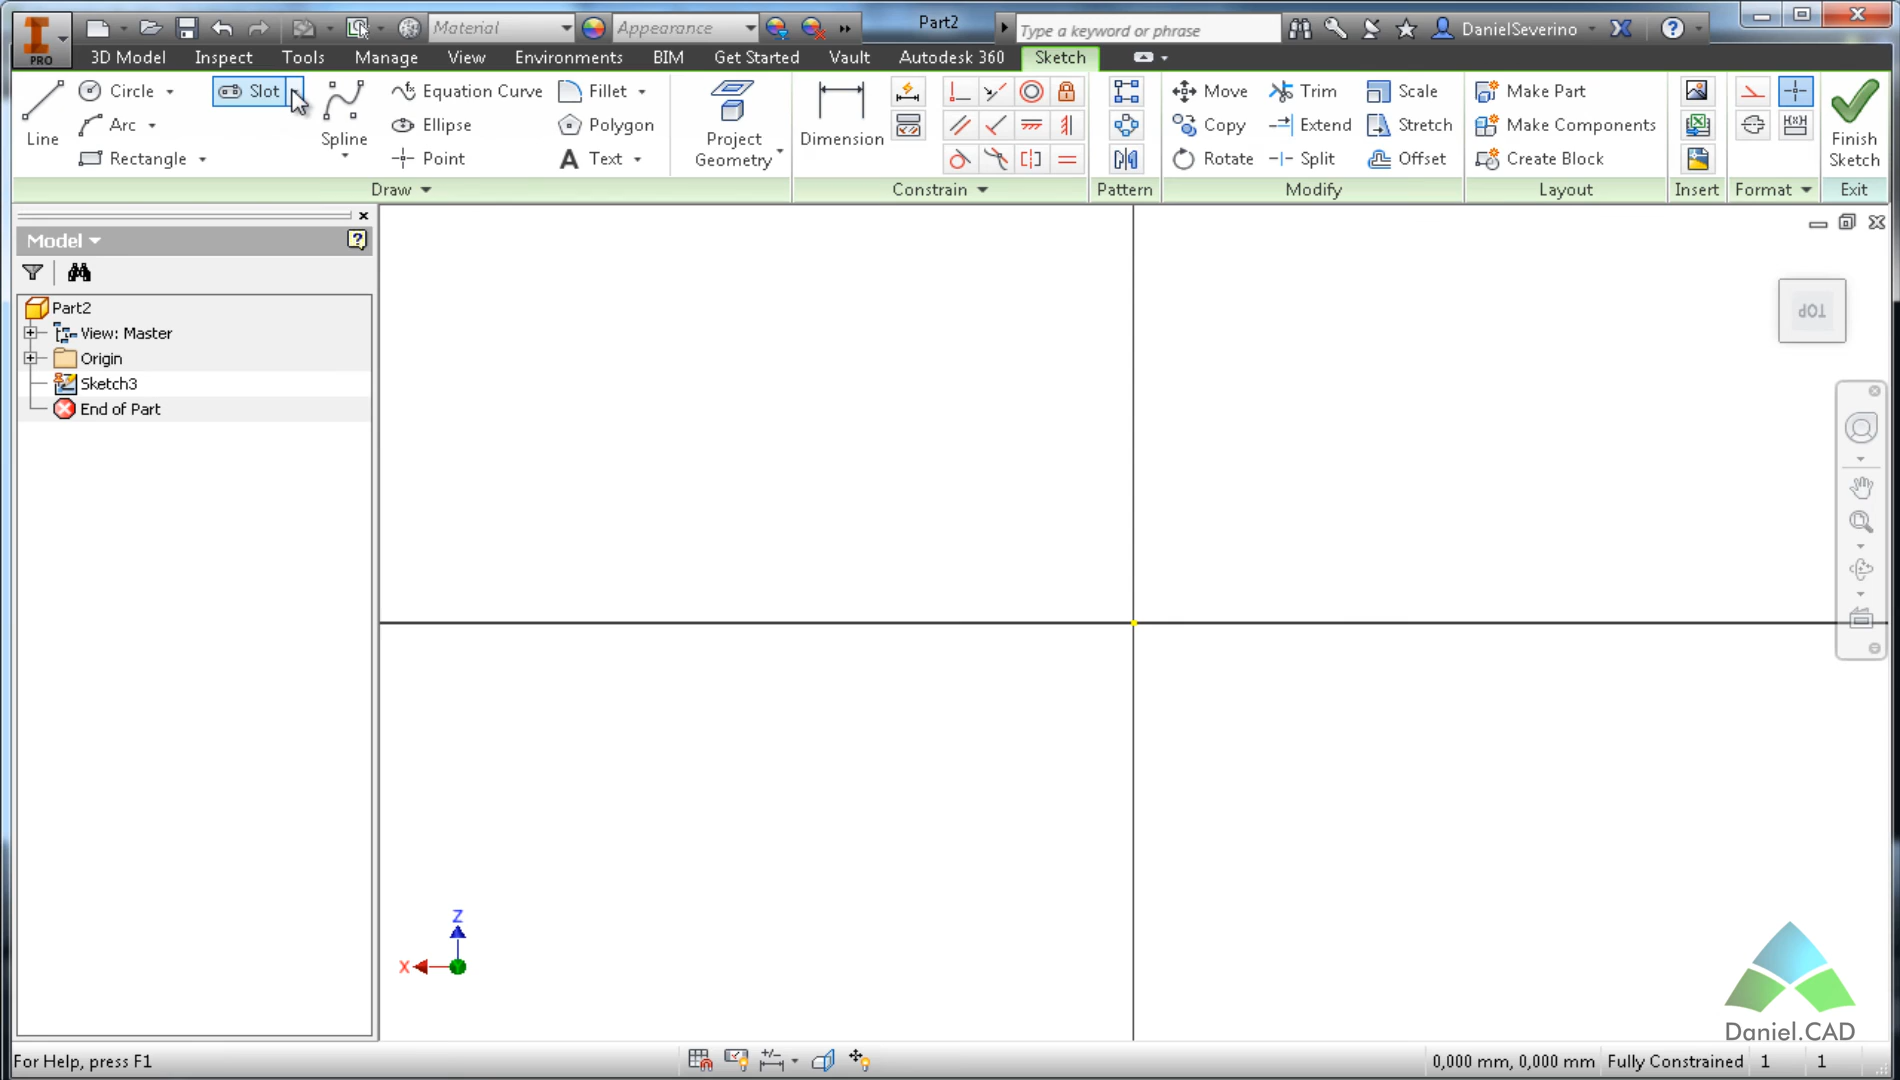 PRO
Material
Appearance
Part2
Type a keyword or phrase
DanielSeverino
3D Model
Inspect
Tools
Manage
View
Environments
BIM
Get Started
Vault
Autodesk 360
Sketch
Line
Circle
Arc
Rectangle
Slot
Spline
Equation Curve
Ellipse
Point
Fillet
Polygon
Text
Project
Geometry
Dimension
Move
Copy
Rotate
Trim
Extend
Split
Scale
Stretch
Offset
Make Part
Make Components
Create Block
Finish
Sketch
Draw
Constrain
Pattern
Modify
Layout
Insert
Format
Exit
Model
Part2
View: Master
Origin
Sketch3
End of Part
TOP
Z
X
Daniel.CAD
For Help, press F1
0,000 mm, 0,000 mm
Fully Constrained
1
1